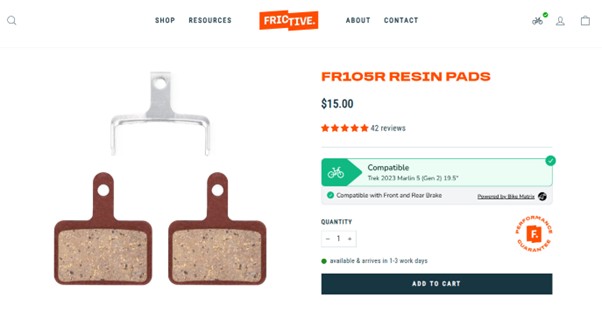 SHOP RESOURCES FRICTIVE. ABOUT CONTACT
FR105R RESIN PADS
$15.00
42 reviews
Compatible
Trek 2023 Marlin 5 (Gen 2) 19.5"
Compatible with Front and Rear Brake Powered by Bike Matrix
QUANTITY
− 1 +
PERFORMANCE F. GUARANTEE
available & arrives in 1-3 work days
ADD TO CART